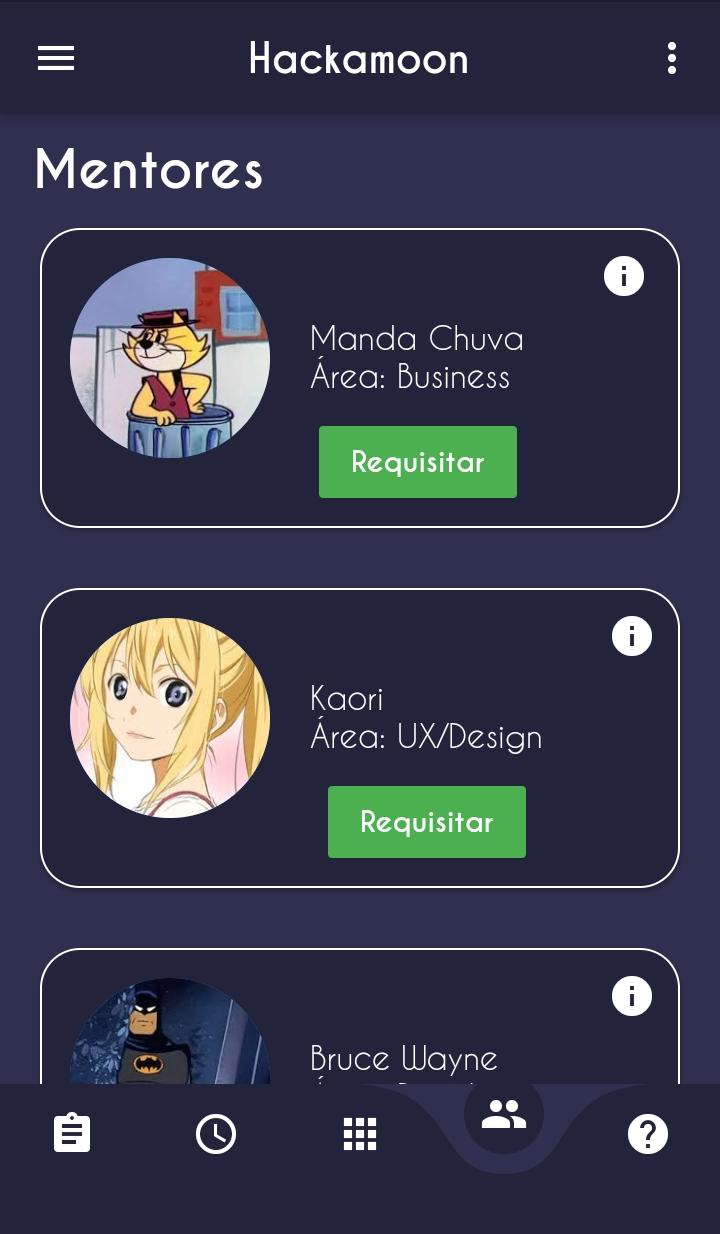 Hackamoon
Mentores
Manda Chuva
Área: Business
Requisitar
Kaori
Área: UX/Design
Requisitar
Bruce Wayne